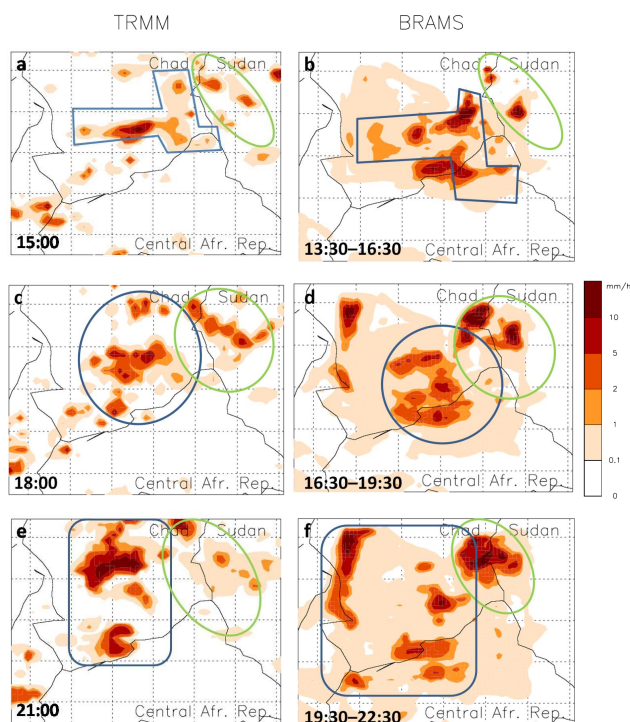 TRMM
BRAMS
a
Chad
Sudan
15:00
Central Afr. Rep.
b
Chad
Sudan
13:30–16:30
Central Afr. Rep.
c
Chad
Sudan
18:00
Central Afr. Rep.
d
Chad
Sudan
16:30–19:30
Central Afr. Rep.
mm/h
10
5
2
1
0.1
0
e
Chad
Sudan
21:00
Central Afr. Rep.
f
Chad
Sudan
19:30–22:30
Central Afr. Rep.